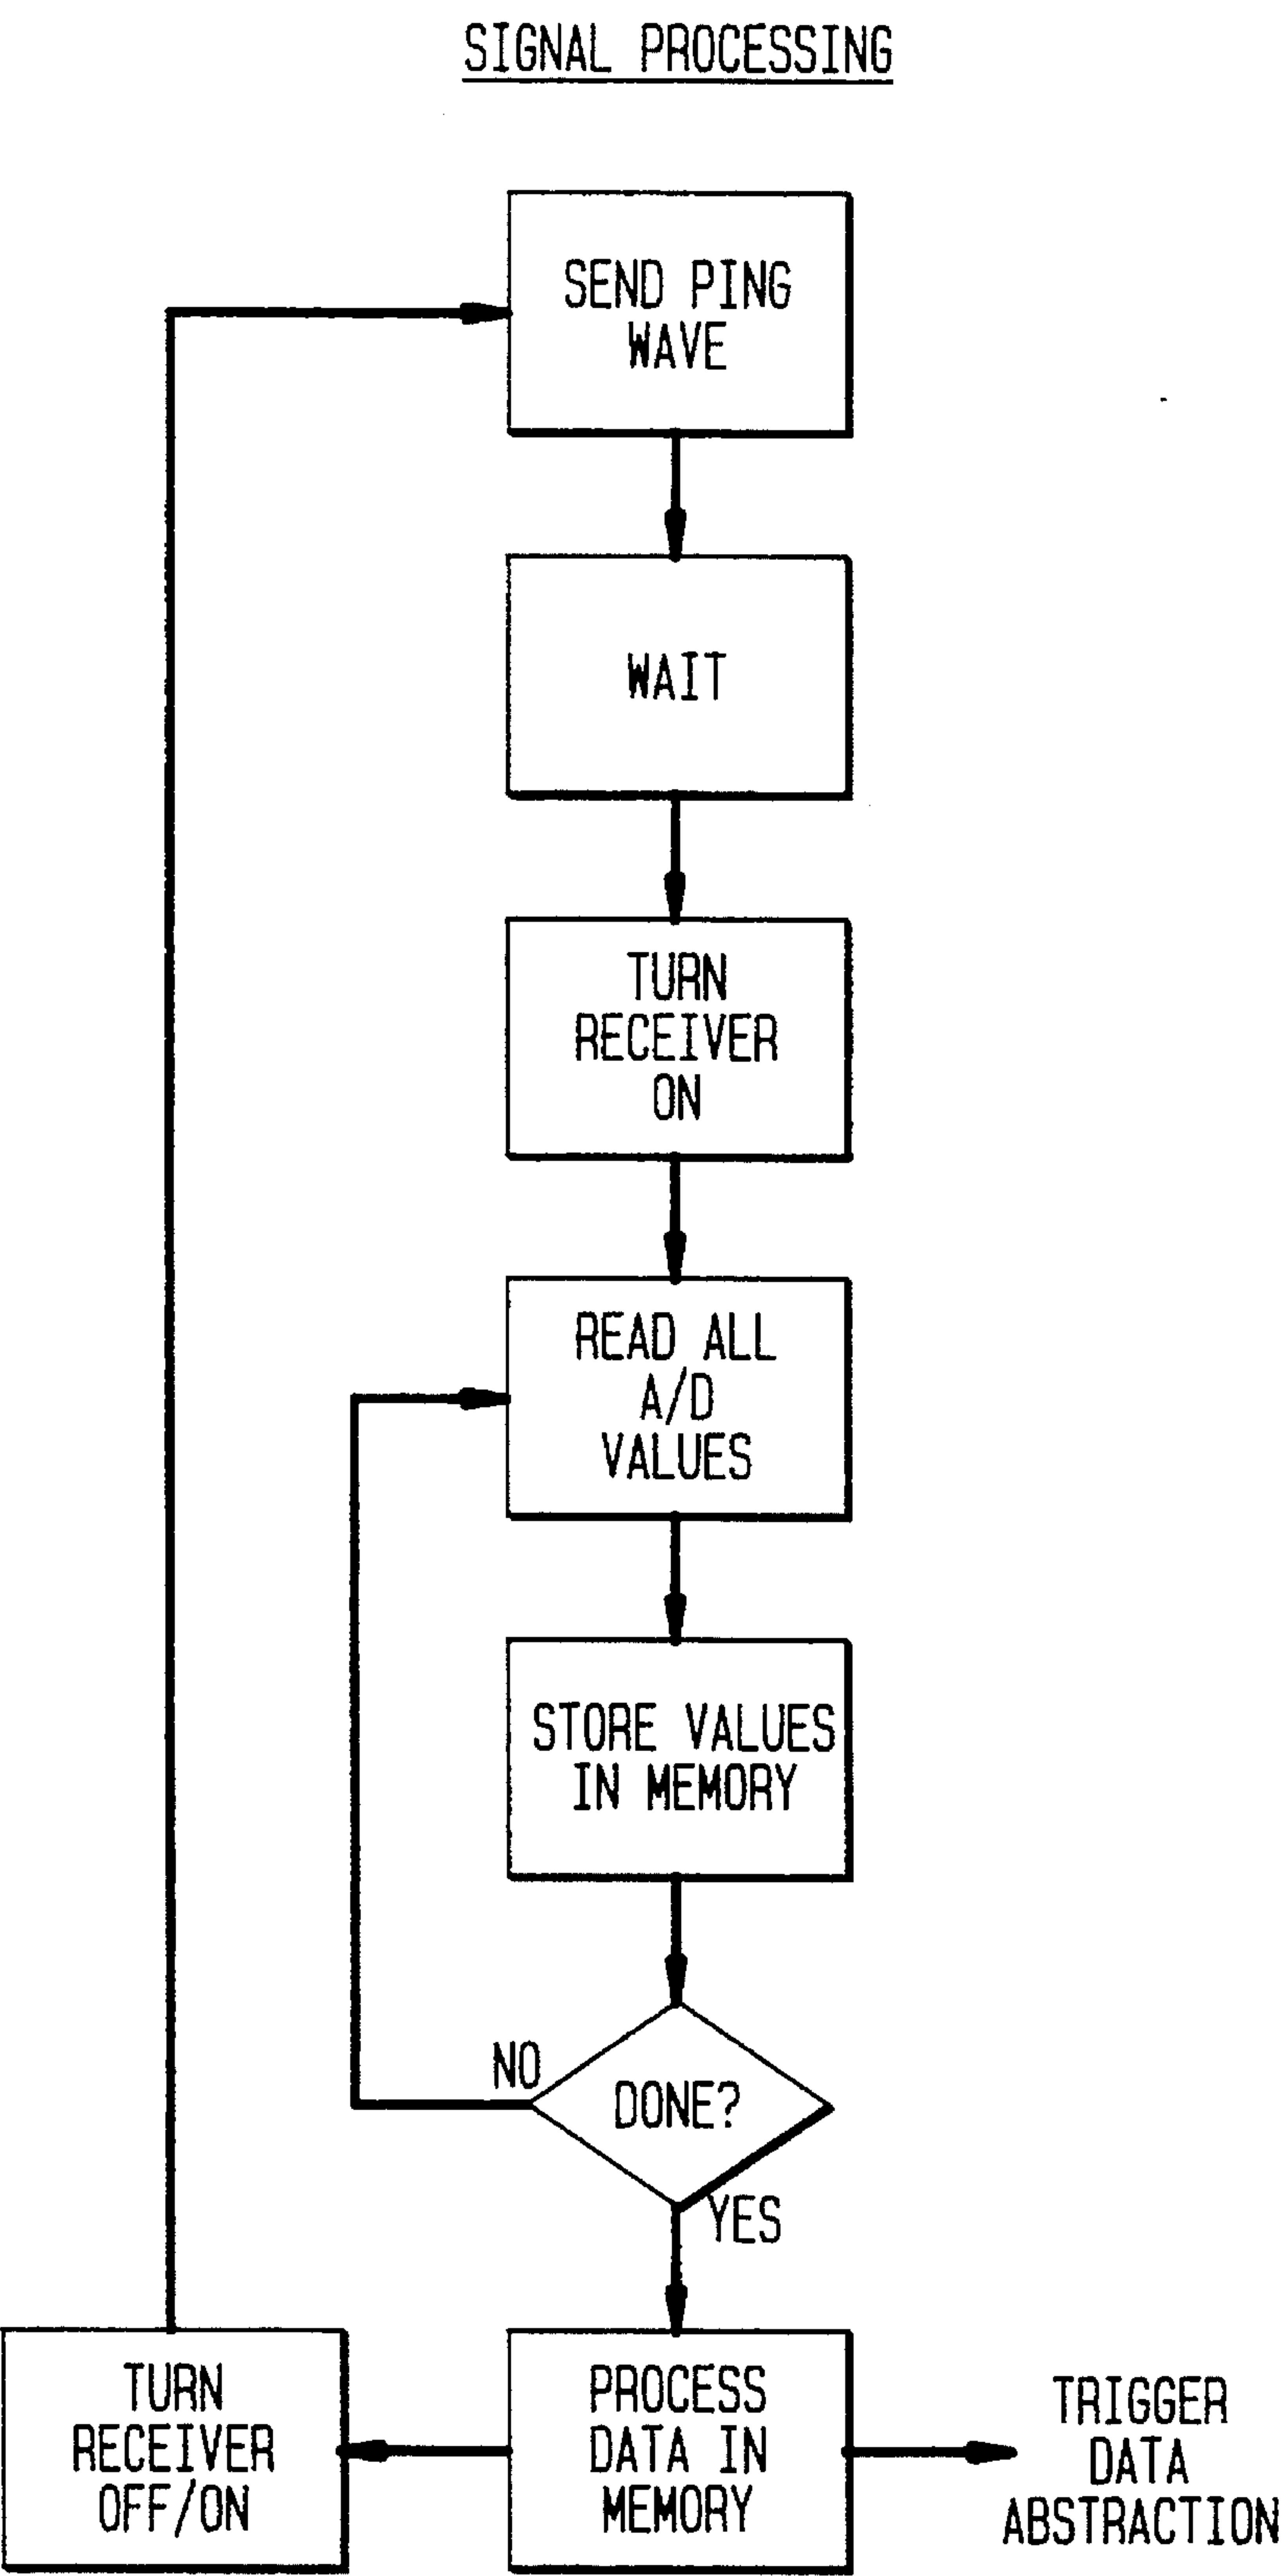 SIGNAL PROCESSING
SEND PING
WAVE
WAIT
TURN
RECEIVER
ON
READ ALL
A/D
VALUES
STORE VALUES
IN MEMORY
NO
DONE?
YES
TURN
RECEIVER
OFF/ON
PROCESS
DATA IN
MEMORY
TRIGGER
DATA
ABSTRACTION